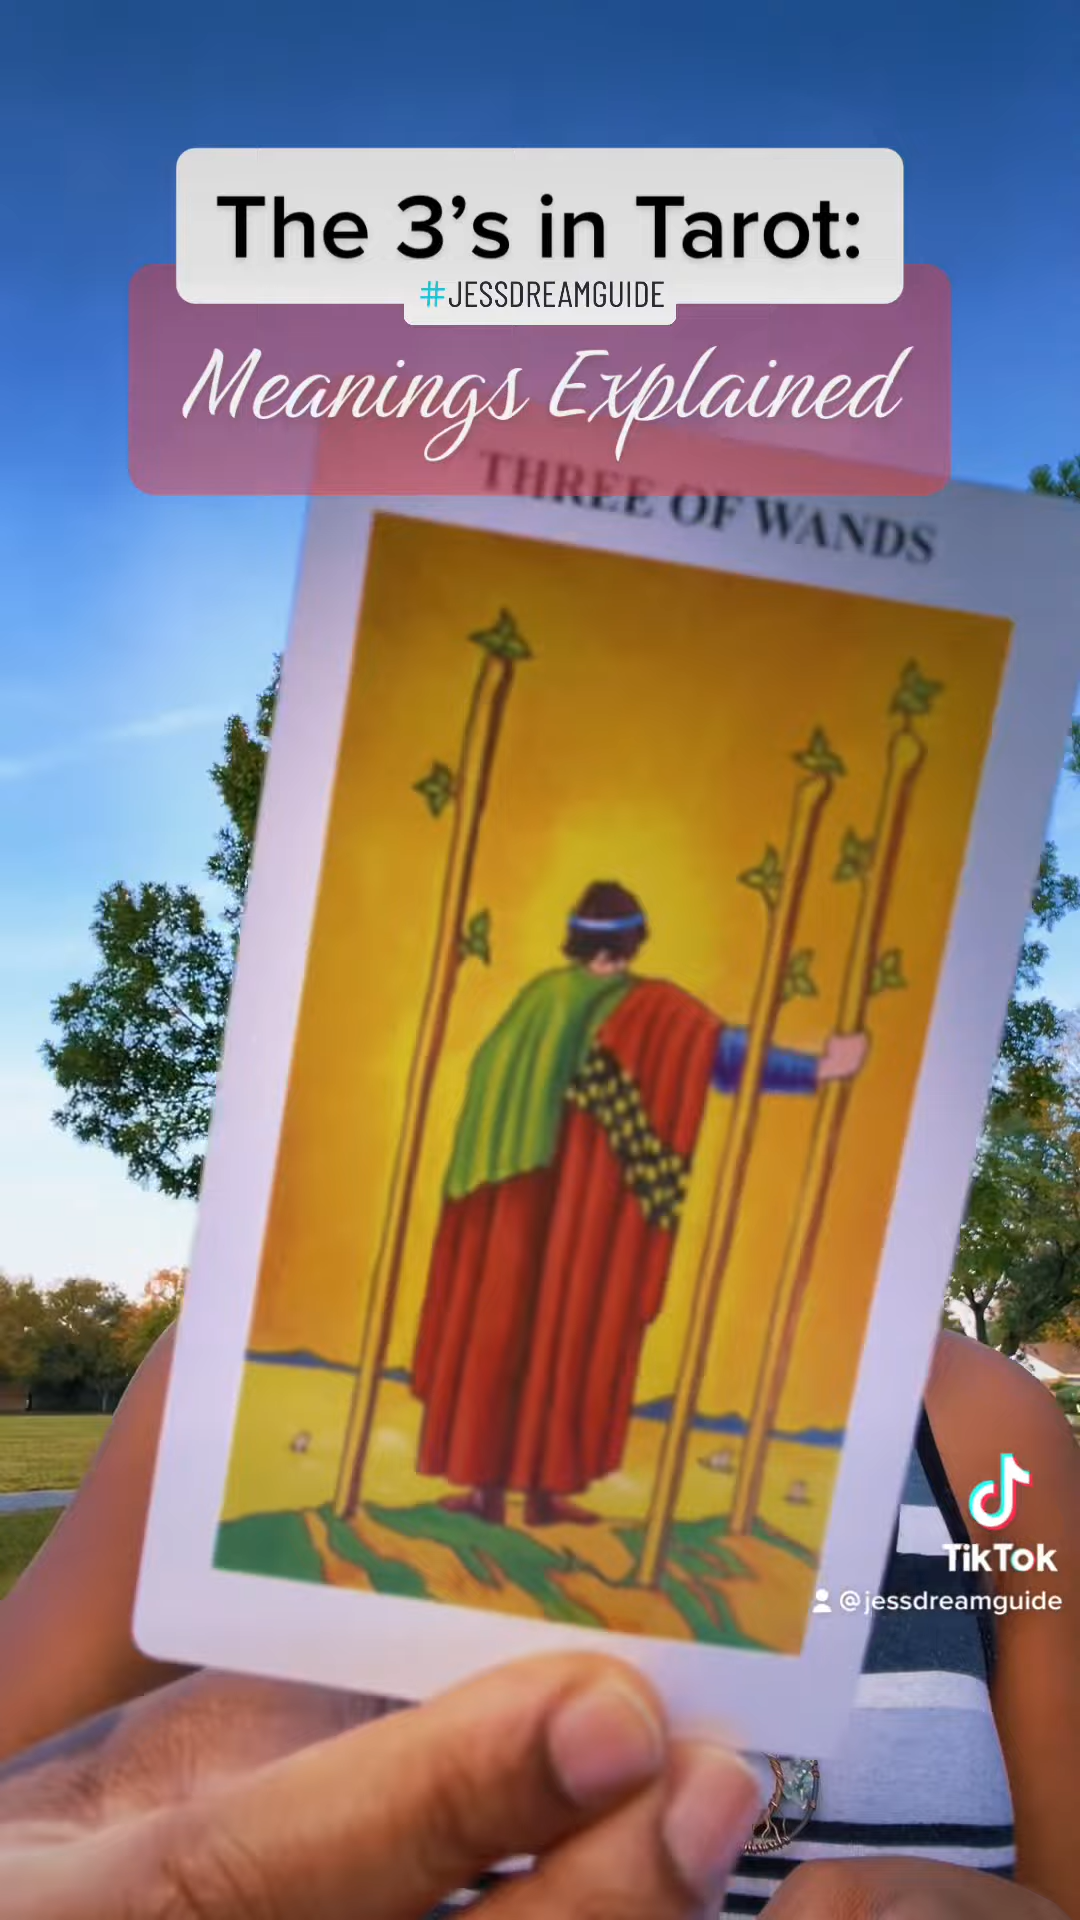 The 3’s in Tarot:
#JESSDREAMGUIDE
Meanings Explained
THREE OF WANDS
TikTok
@jessdreamguide